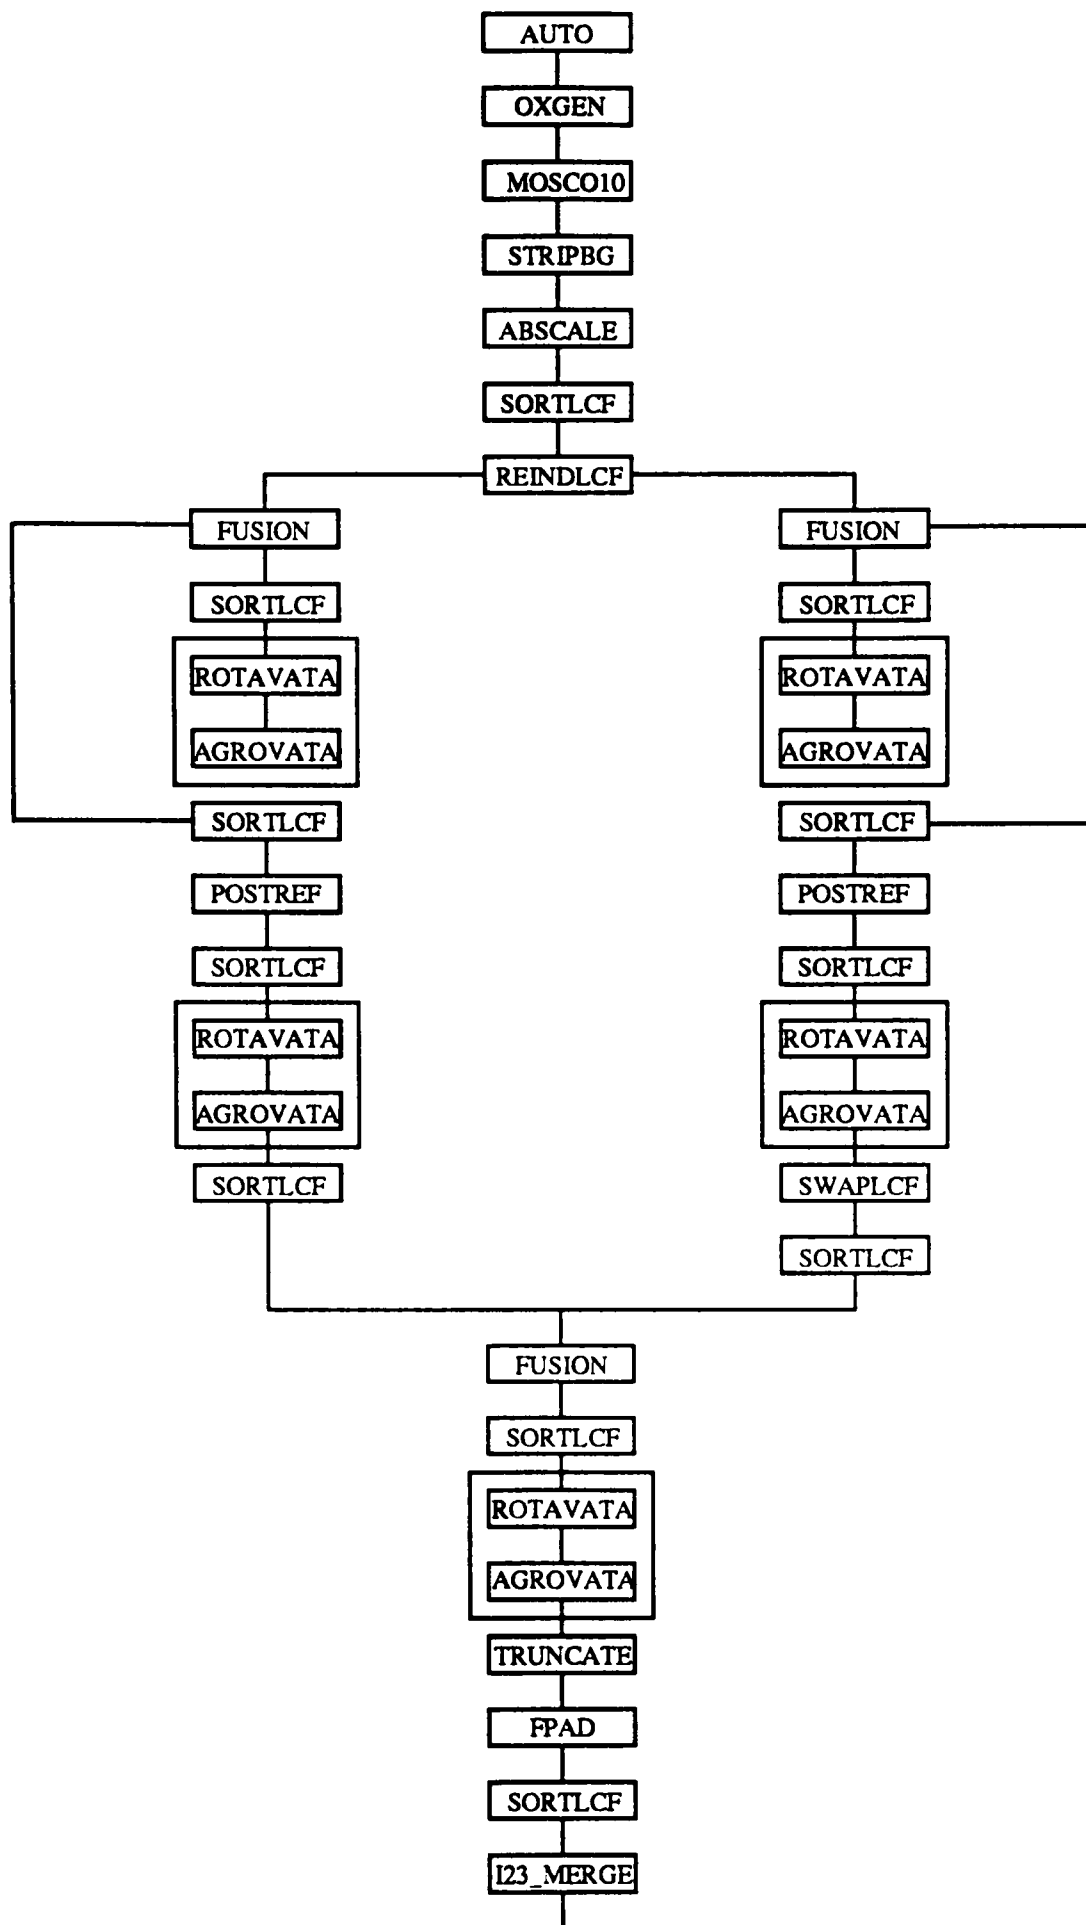 AUTO
OXGEN
MOSCO10
STRIPBG
ABSCALE
SORTLCF
REINDLCF
FUSION
SORTLCF
ROTAVATA
AGROVATA
SORTLCF
POSTREF
SORTLCF
ROTAVATA
AGROVATA
SORTLCF
FUSION
SORTLCF
ROTAVATA
AGROVATA
SORTLCF
POSTREF
SORTLCF
ROTAVATA
AGROVATA
SWAPLCF
SORTLCF
FUSION
SORTLCF
ROTAVATA
AGROVATA
TRUNCATE
FPAD
SORTLCF
I23_MERGE